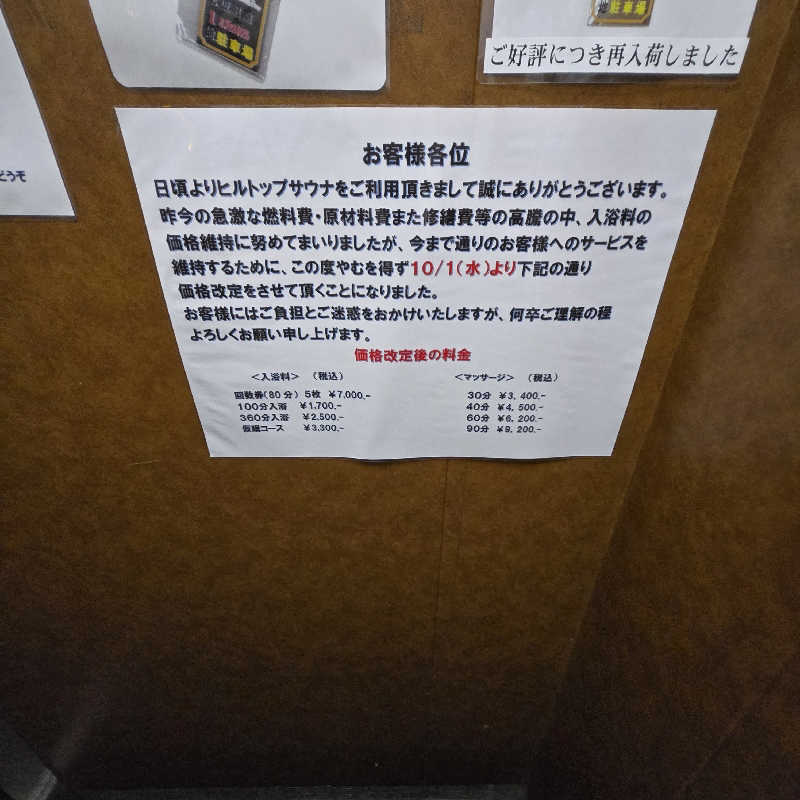 駐車場
駐車場
ご好評につき再入荷しました
どうぞ
お客様各位
日頃よりヒルトップサウナをご利用頂きまして誠にありがとうございます。
昨今の急激な燃料費・原材料費また修繕費等の高騰の中、入浴料の
価格維持に努めてまいりましたが、今まで通りのお客様へのサービスを
維持するために、この度やむを得ず10/1(水)より下記の通り
価格改定をさせて頂くことになりました。
お客様にはご負担とご迷惑をおかけいたしますが、何卒ご理解の程
よろしくお願い申し上げます。
価格改定後の料金
<入浴料> (税込)
回数券(80分) 5枚 ¥7,000.-
100分入浴 ¥1,700.-
360分入浴 ¥2,500.-
仮眠コース ¥3,300.-
<マッサージ> (税込)
30分 ¥3,400.-
40分 ¥4,500.-
60分 ¥6,200.-
90分 ¥9,200.-